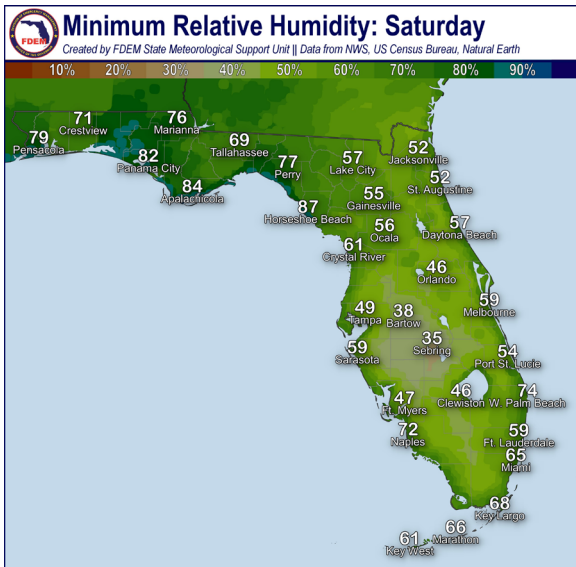 Minimum Relative Humidity: Saturday
Created by FDEM State Meteorological Support Unit || Data from NWS, US Census Bureau, Natural Earth
FDEM
10% 20% 30% 40% 50% 60% 70% 80% 90%
71
Crestview
76
Marianna
79
Pensacola
82
Panama City
69
Tallahassee
84
Apalachicola
77
Perry
57
Lake City
52
Jacksonville
52
St. Augustine
87
Horseshoe Beach
55
Gainesville
56
Ocala
57
Daytona Beach
61
Crystal River
46
Orlando
49
Tampa
38
Bartow
59
Melbourne
59
Sarasota
35
Sebring
54
Port St. Lucie
47
Ft. Myers
46
Clewiston
74
W. Palm Beach
72
Naples
59
Ft. Lauderdale
65
Miami
68
Key Largo
66
Marathon
61
Key West